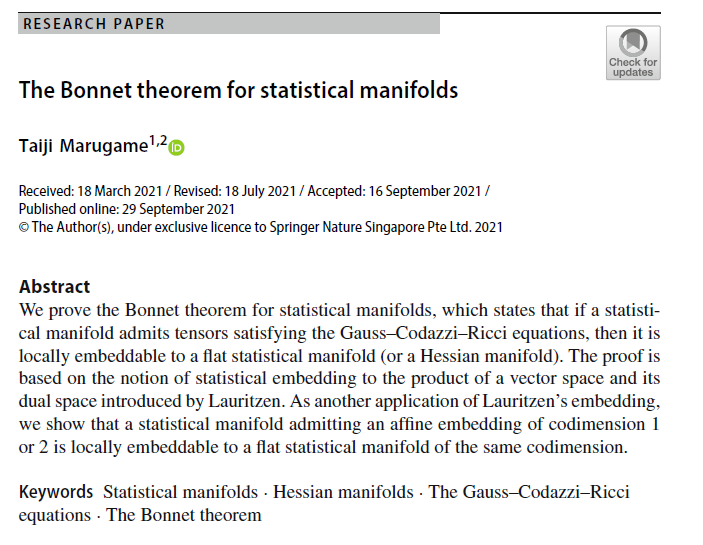 RESEARCH PAPER
Check for
updates
The Bonnet theorem for statistical manifolds
Taiji Marugame1,2 iD
Received: 18 March 2021 / Revised: 18 July 2021 / Accepted: 16 September 2021 /
Published online: 29 September 2021
© The Author(s), under exclusive licence to Springer Nature Singapore Pte Ltd. 2021
Abstract
We prove the Bonnet theorem for statistical manifolds, which states that if a statisti-
cal manifold admits tensors satisfying the Gauss–Codazzi–Ricci equations, then it is
locally embeddable to a flat statistical manifold (or a Hessian manifold). The proof is
based on the notion of statistical embedding to the product of a vector space and its
dual space introduced by Lauritzen. As another application of Lauritzen's embedding,
we show that a statistical manifold admitting an affine embedding of codimension 1
or 2 is locally embeddable to a flat statistical manifold of the same codimension.
Keywords Statistical manifolds · Hessian manifolds · The Gauss–Codazzi–Ricci
equations · The Bonnet theorem